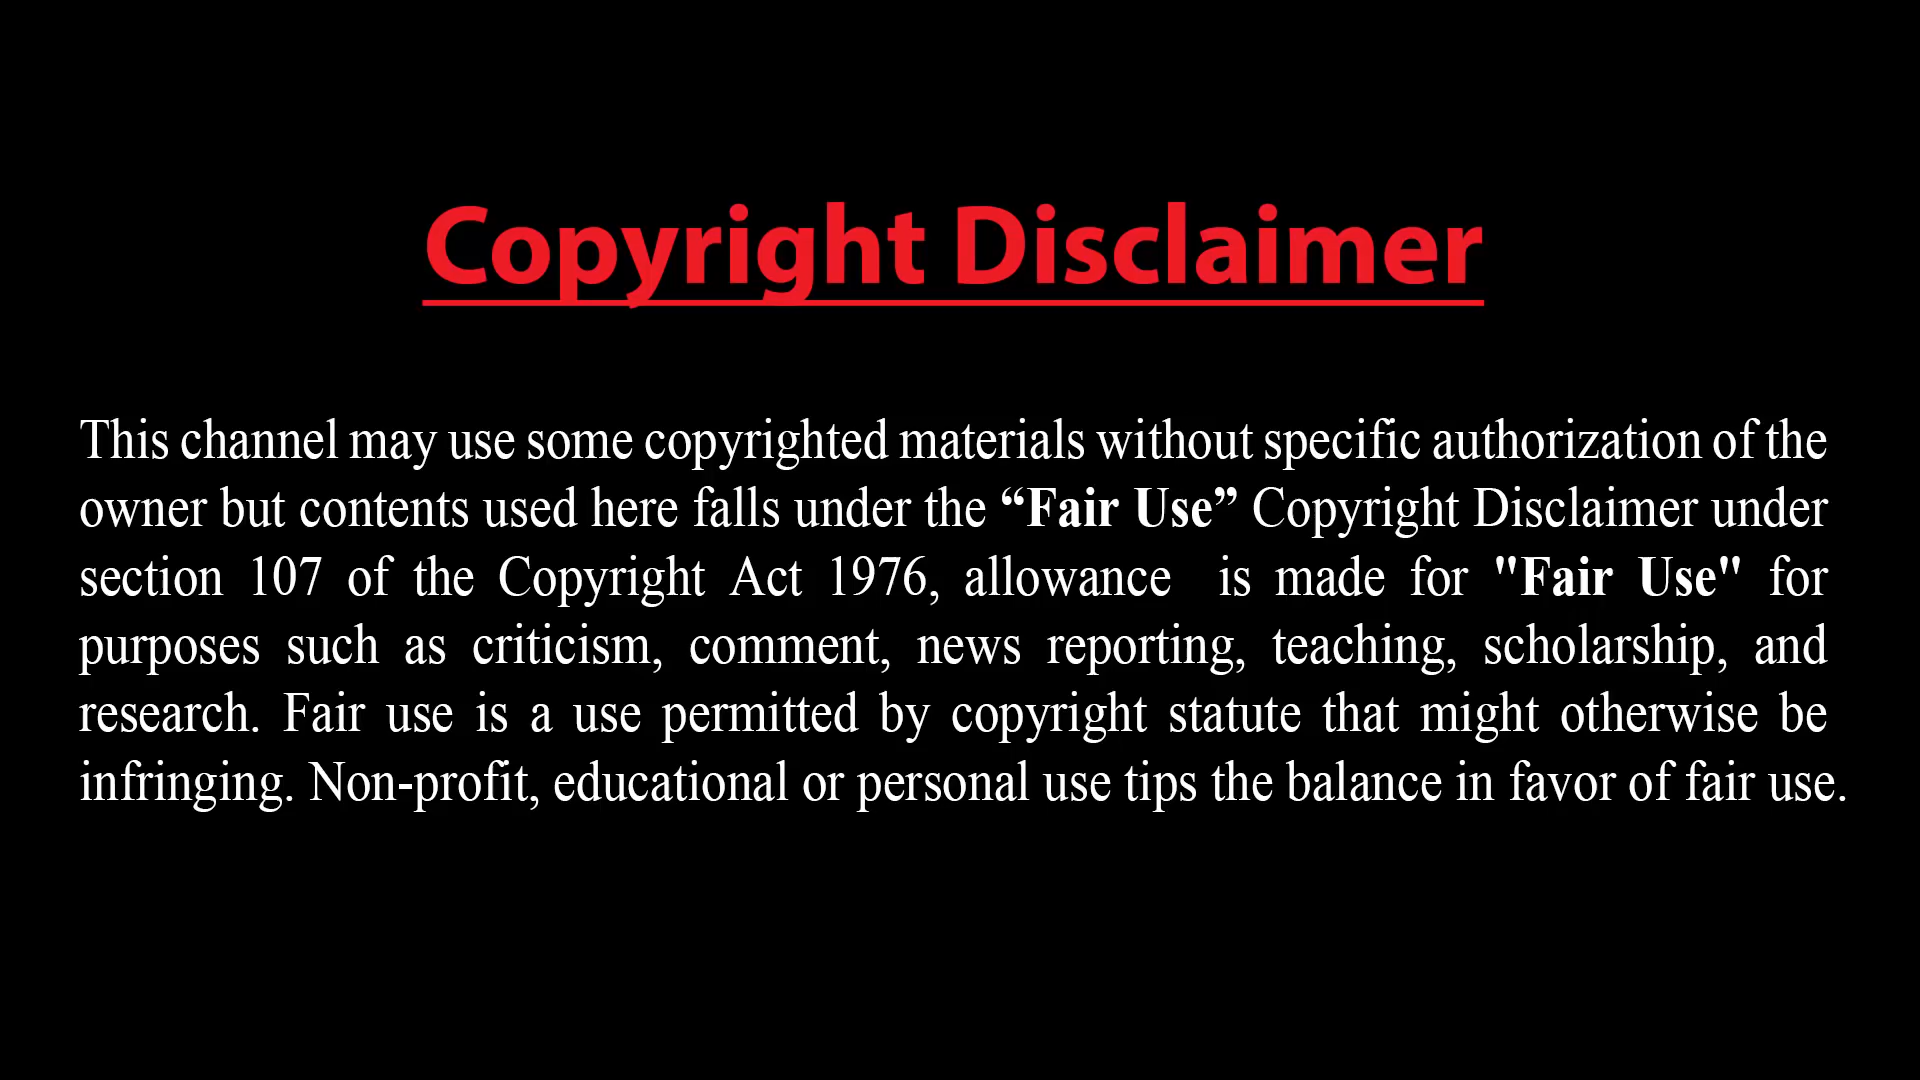 Copyright Disclaimer
This channel may use some copyrighted materials without specific authorization of the
owner but contents used here falls under the “Fair Use” Copyright Disclaimer under
section 107 of the Copyright Act 1976, allowance  is made for "Fair Use" for
purposes such as criticism, comment, news reporting, teaching, scholarship, and
research. Fair use is a use permitted by copyright statute that might otherwise be
infringing. Non-profit, educational or personal use tips the balance in favor of fair use.